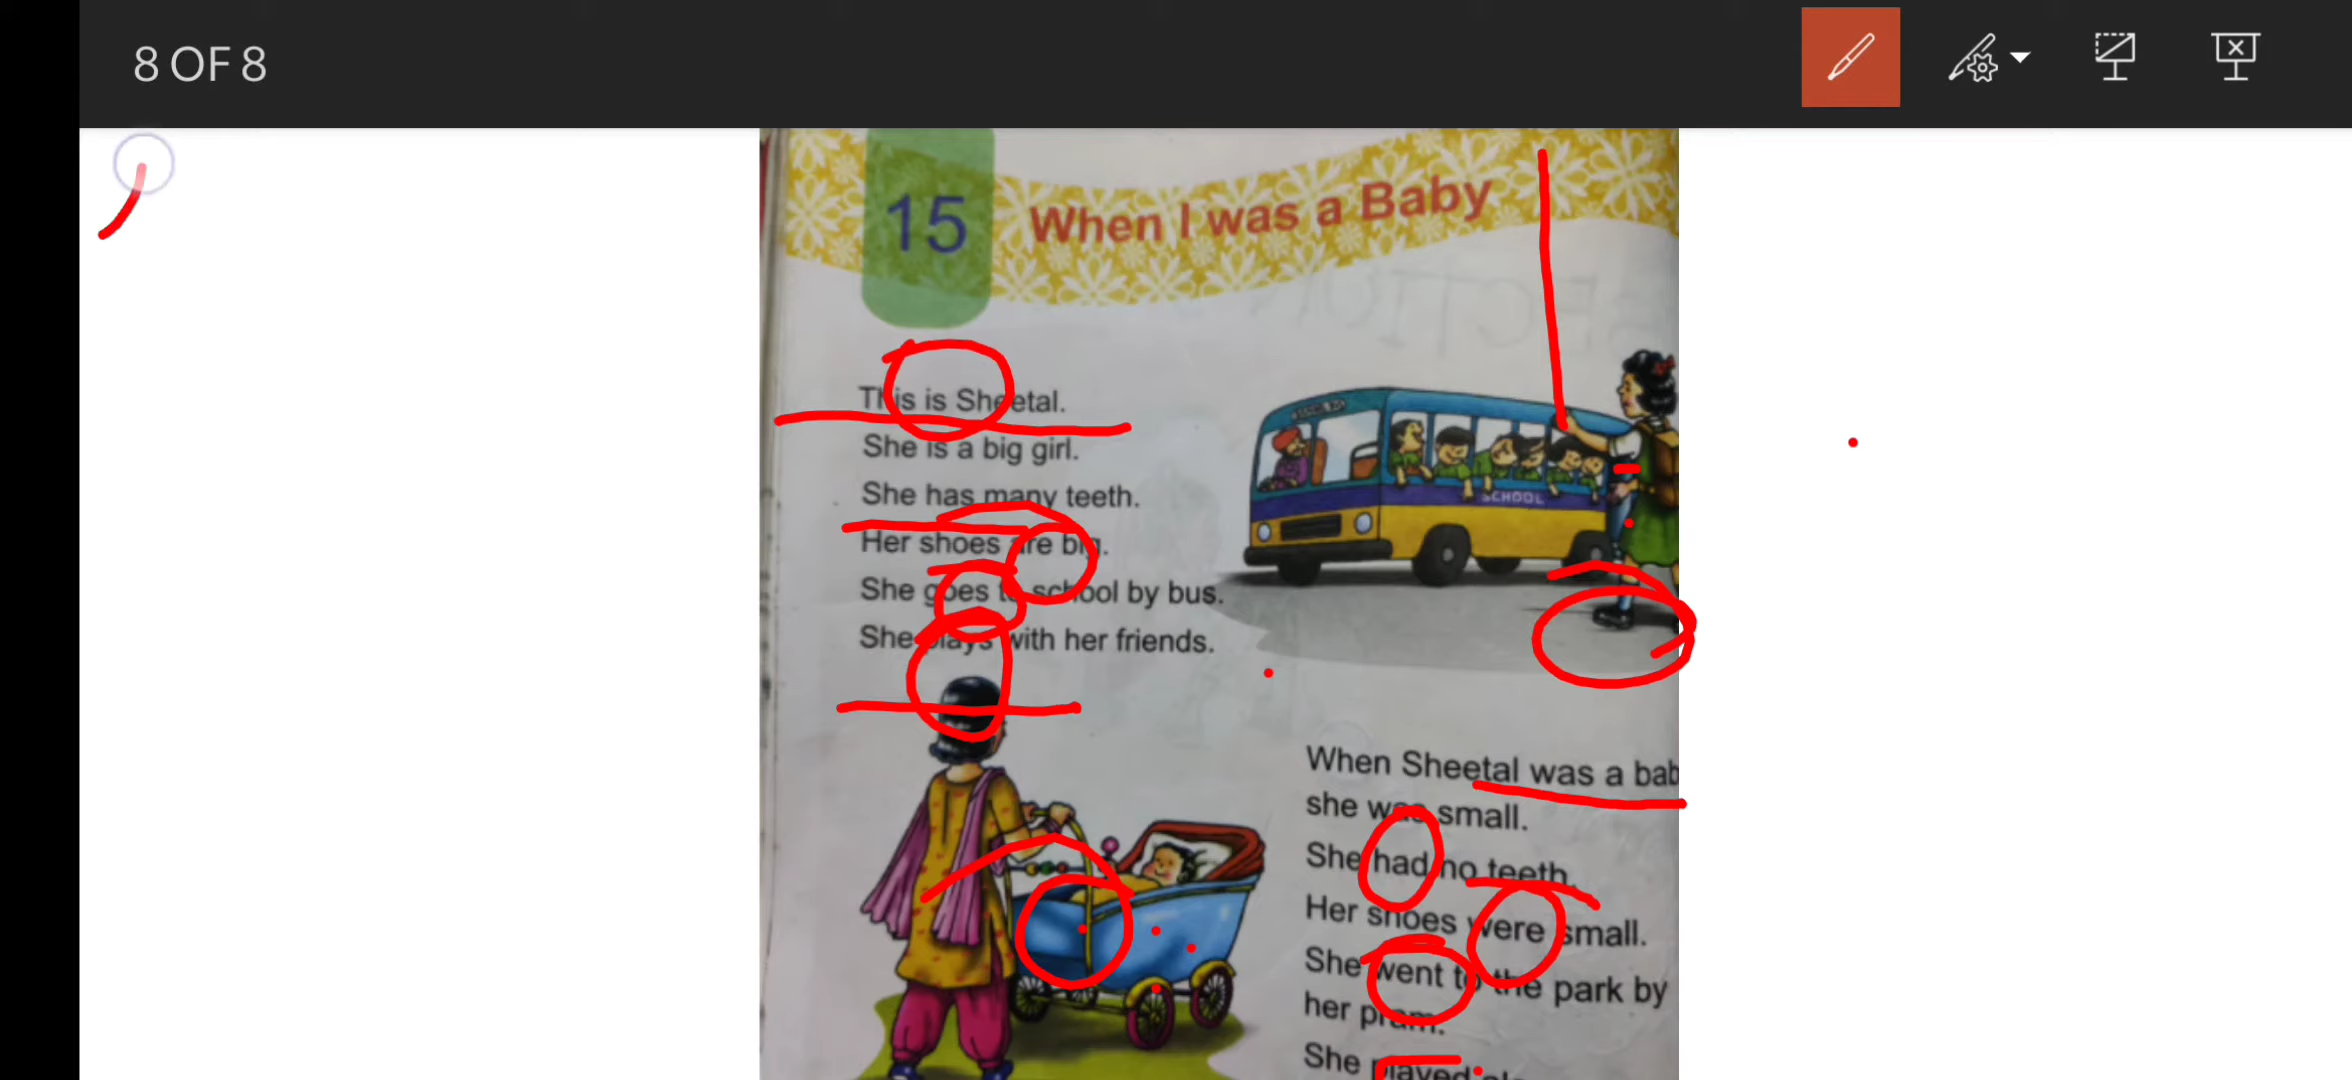 8 OF 8
15
When I was a Baby
This is Sheetal.
She is a big girl.
She has many teeth.
Her shoes are big.
She goes to school by bus.
She plays with her friends.
SCHOOL
When Sheetal was a bab
she was small.
She had no teeth.
Her shoes were small.
She went to the park by
her pram.
She played